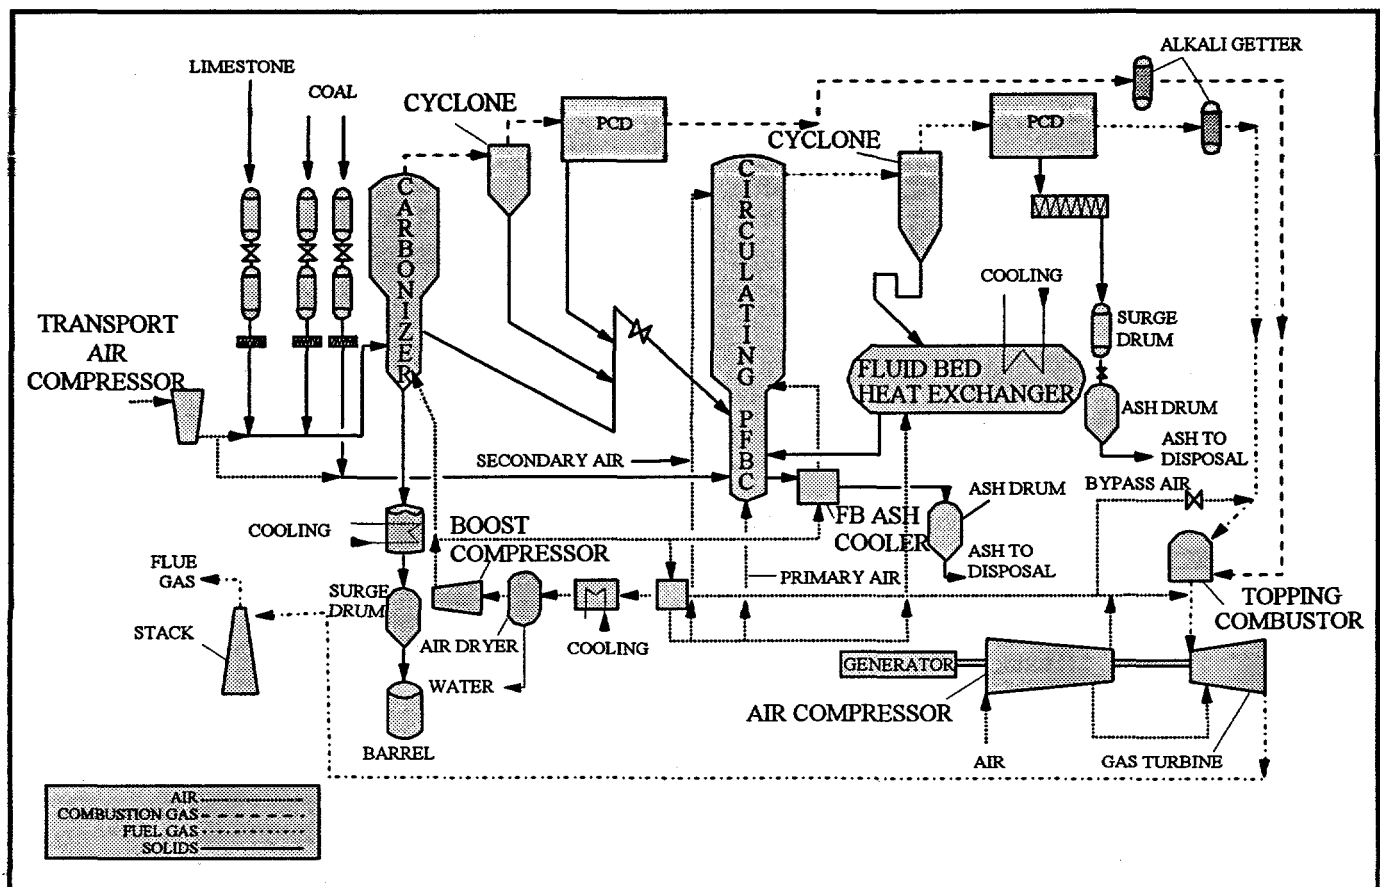 ALKALI GETTER
LIMESTONE
COAL
CYCLONE
PCD
CYCLONE
PCD
CARBONIZER
CIRCULATING PFBC
COOLING
TRANSPORT
AIR
COMPRESSOR
SURGE
DRUM
FLUID BED
HEAT EXCHANGER
ASH DRUM
ASH TO
DISPOSAL
SECONDARY AIR
BYPASS AIR
ASH DRUM
FB ASH
COOLER
COOLING
BOOST
COMPRESSOR
ASH TO
DISPOSAL
PRIMARY AIR
FLUE
GAS
SURGE
DRUM
TOPPING
COMBUSTOR
STACK
AIR DRYER
COOLING
GENERATOR
WATER
AIR COMPRESSOR
BARREL
AIR
GAS TURBINE
AIR
COMBUSTION GAS
FUEL GAS
SOLIDS